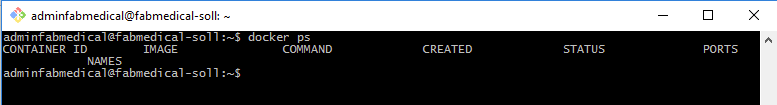 adminfabmedical@fabmedical-soll: ~
adminfabmedical@fabmedical-soll:~$ docker ps
CONTAINER ID        IMAGE               COMMAND             CREATED             STATUS              PORTS
            NAMES
adminfabmedical@fabmedical-soll:~$